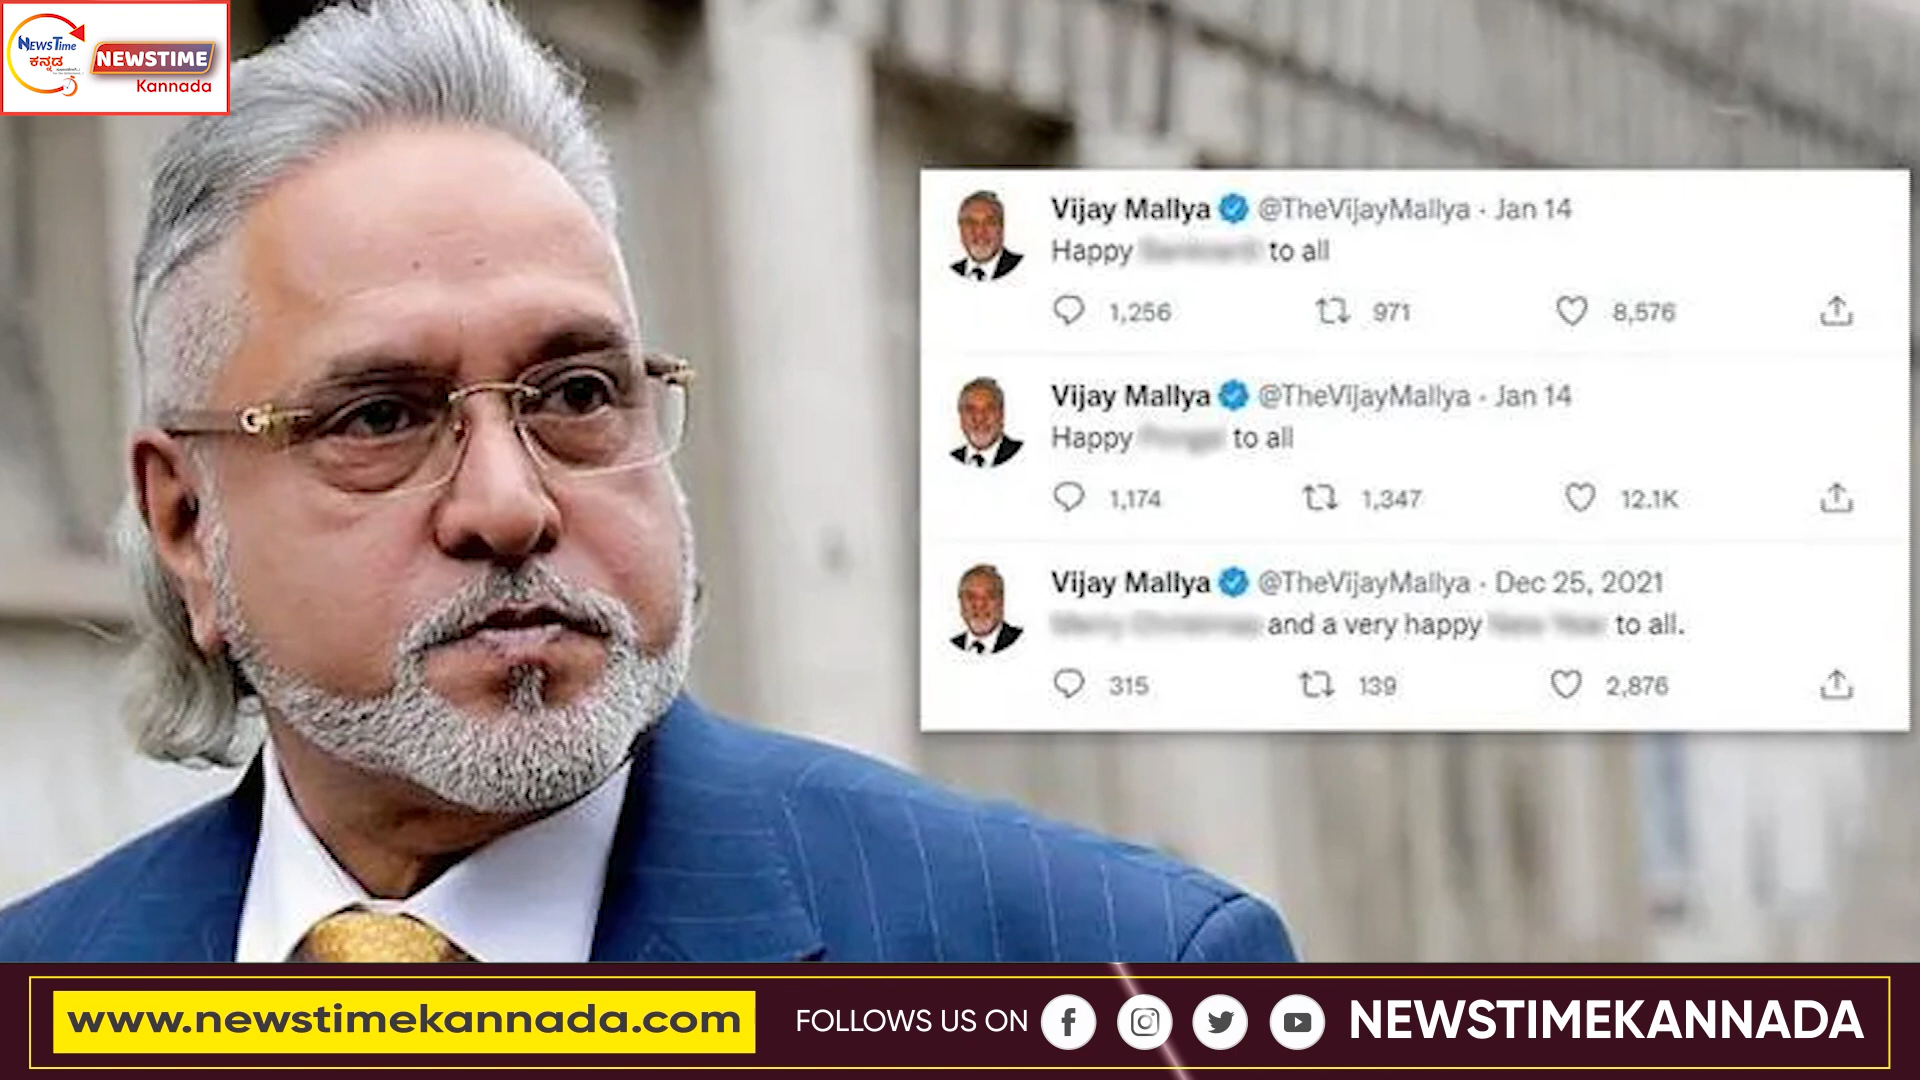 NEWSTIME
ಕನ್ನಡ
NEWSTIME
Kannada
Vijay Mallya @TheVijayMallya · Jan 14
Happy to all
1,256 971 8,576
Vijay Mallya @TheVijayMallya · Jan 14
Happy to all
1,174 1,347 12.1K
Vijay Mallya @TheVijayMallya · Dec 25, 2021
and a very happy to all.
315 139 2,876
www.newstimekannada.com FOLLOWS US ON NEWSTIMEKANNADA